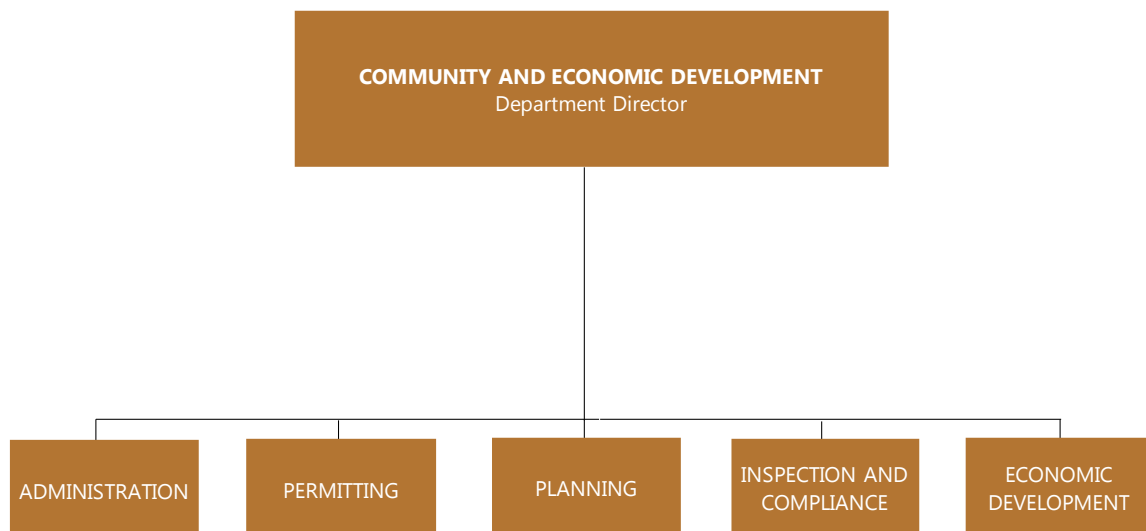 COMMUNITY AND ECONOMIC DEVELOPMENT
Department Director
ADMINISTRATION
PERMITTING
PLANNING
INSPECTION AND
COMPLIANCE
ECONOMIC
DEVELOPMENT